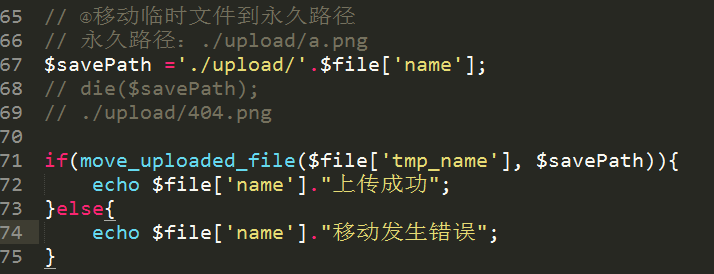 65 // ④移动临时文件到永久路径
66 // 永久路径：./upload/a.png
67 $savePath ='./upload/'.$file['name'];
68 // die($savePath);
69 // ./upload/404.png
70
71 if(move_uploaded_file($file['tmp_name'], $savePath)){
72     echo $file['name']."上传成功";
73 }else{
74     echo $file['name']."移动发生错误";
75 }